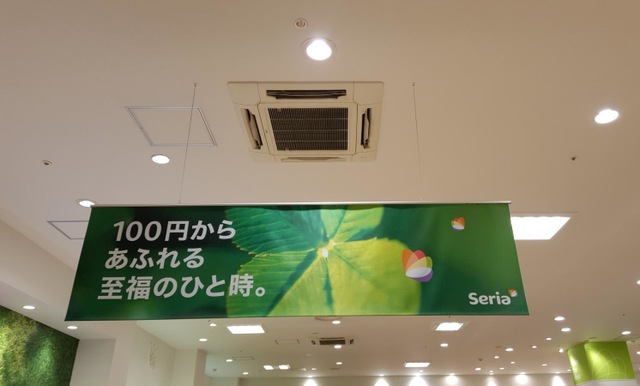 100円から
あふれる
至福のひと時。
Seria